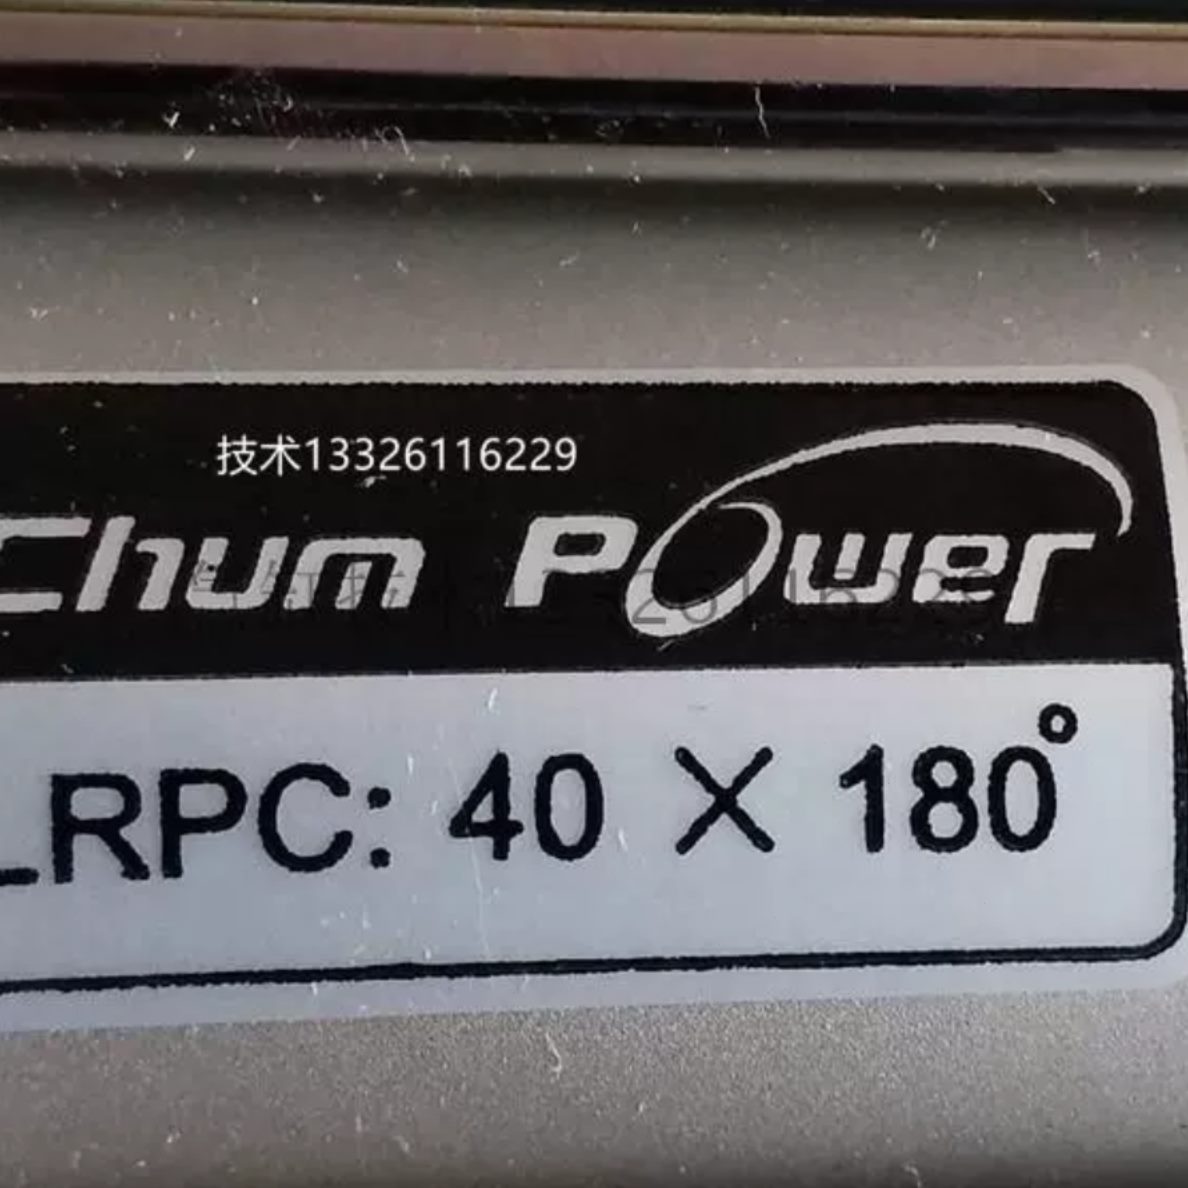 技术13326116229
Chum Power
LRPC: 40 X 180°